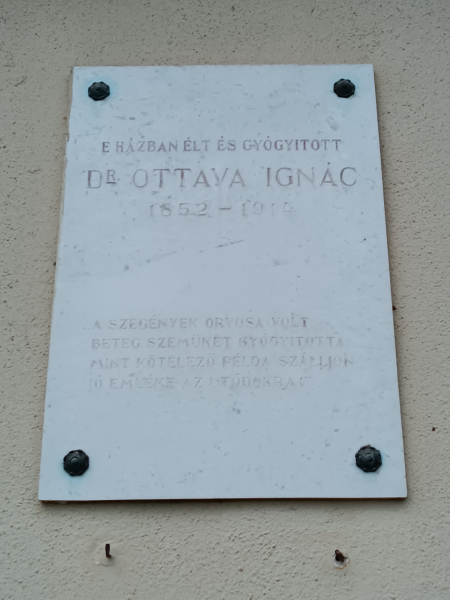 E HÁZBAN ÉLT ÉS GYÓGYITOTT
DR. OTTAVA IGNÁC
1852 - 1914
"A SZEGÉNYEK ORVOSA VOLT
BETEG SZEMÜKET GYÓGYITOTTA
MINT KÖTELEZŐ PÉLDA SZÁLLJON
JÓ EMLÉKE AZ UTÓDOKRA!"